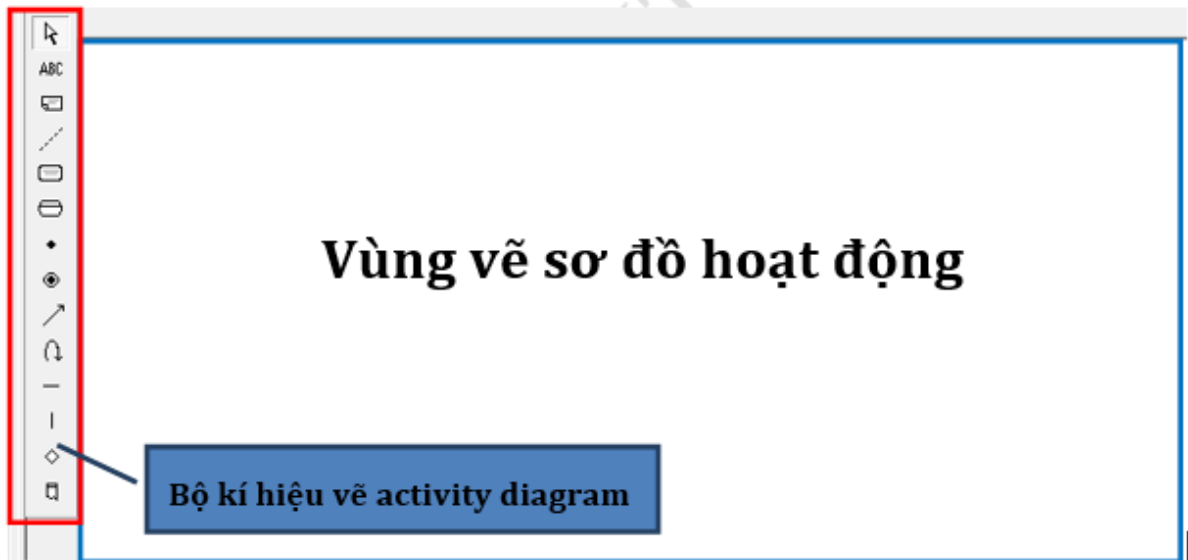 ABC
Vùng vẽ sơ đồ hoạt động
Bộ kí hiệu vẽ activity diagram